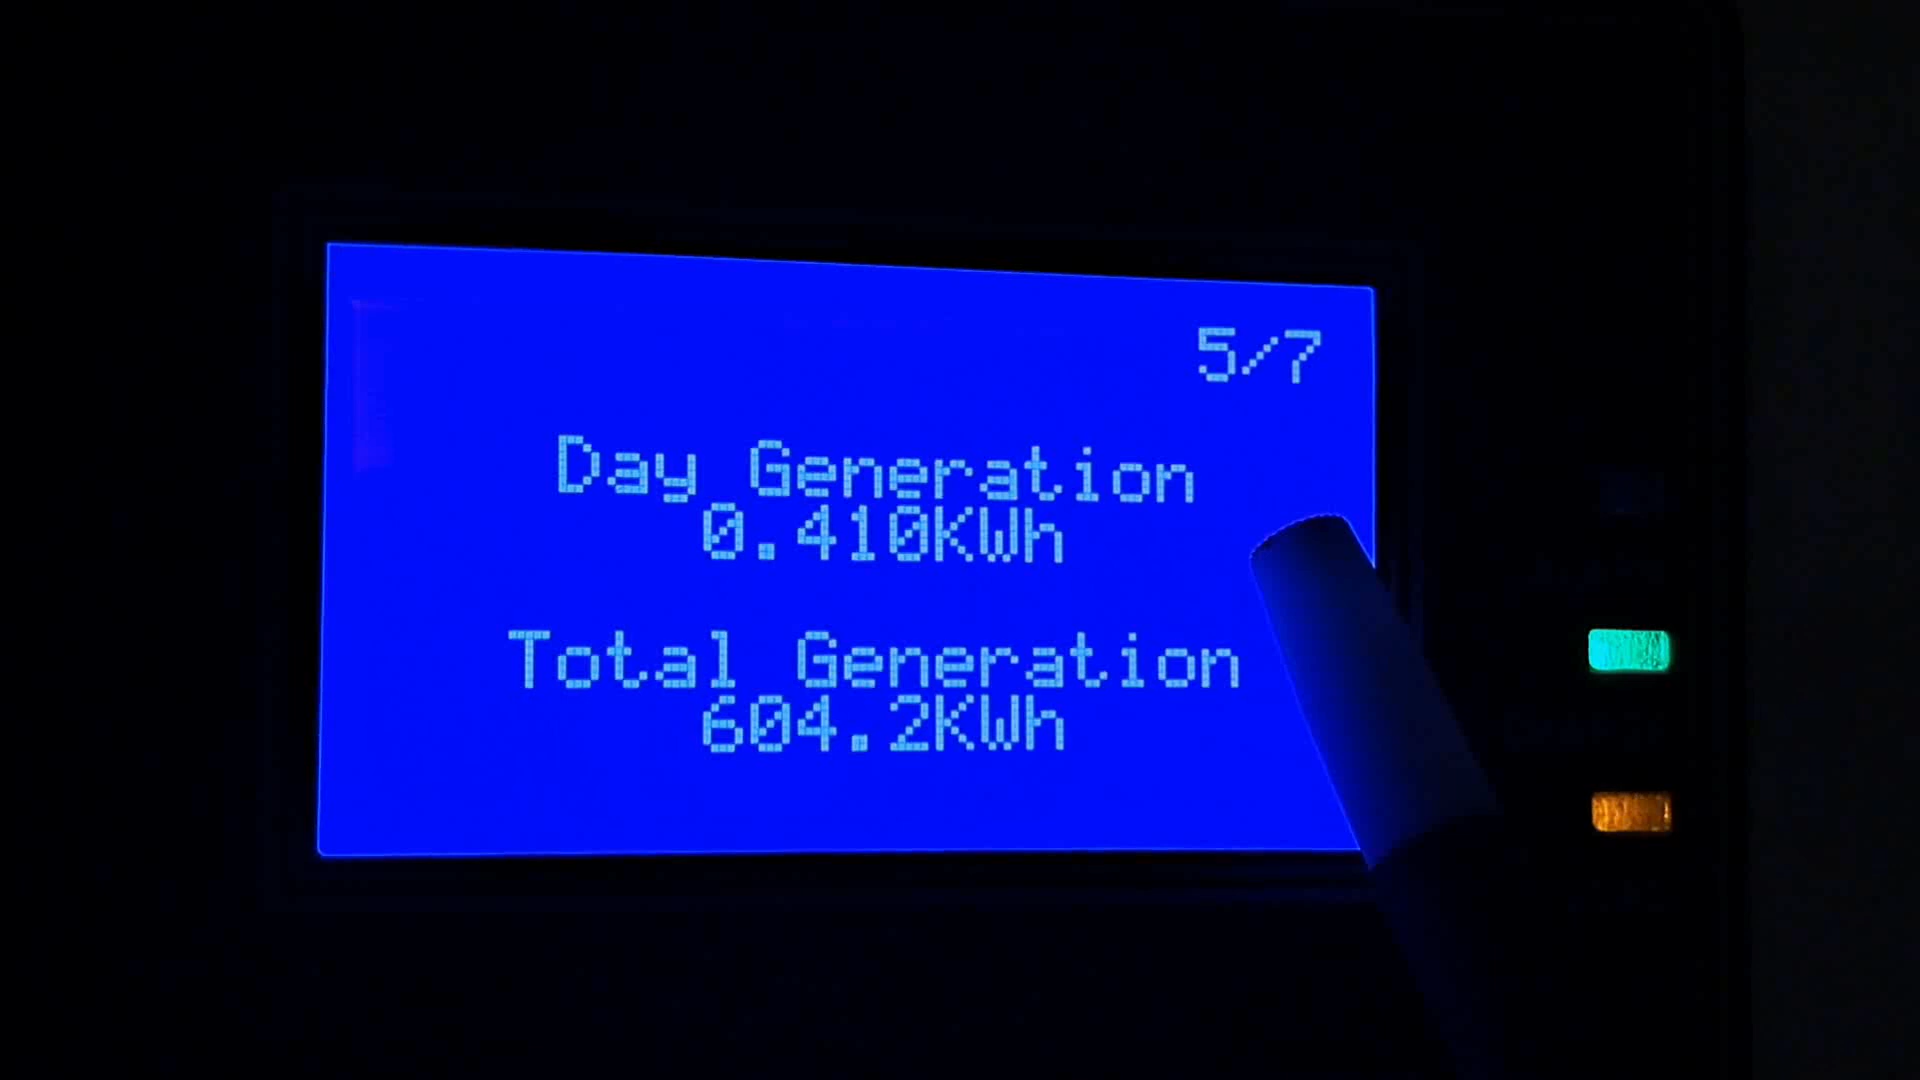 5/7
Day Generation
0.410KWh
Total Generation
604.2KWh